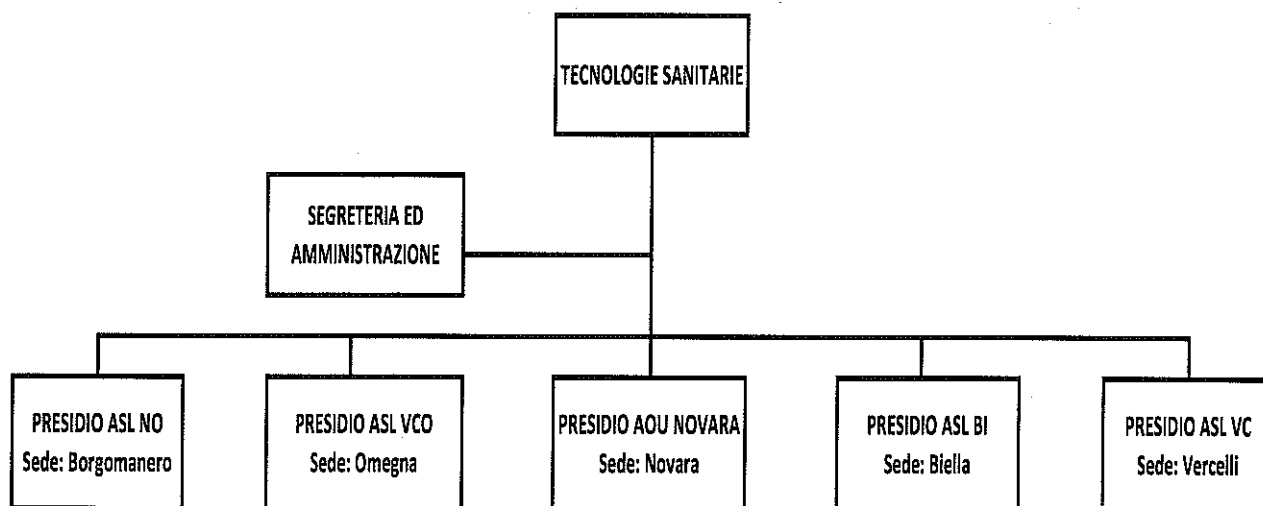 TECNOLOGIE SANITARIE
SEGRETERIA ED
AMMINISTRAZIONE
PRESIDIO ASL NO
Sede: Borgomanero
PRESIDIO ASL VCO
Sede: Omegna
PRESIDIO AOU NOVARA
Sede: Novara
PRESIDIO ASL BI
Sede: Biella
PRESIDIO ASL VC
Sede: Vercelli